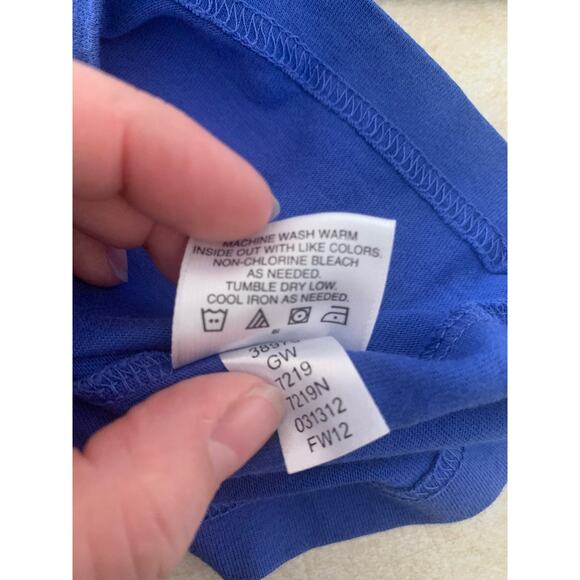 MACHINE WASH WARM
INSIDE OUT WITH LIKE COLORS.
NON-CHLORINE BLEACH
AS NEEDED.
TUMBLE DRY LOW.
COOL IRON AS NEEDED.
GW
7219
7219N
031312
FW12